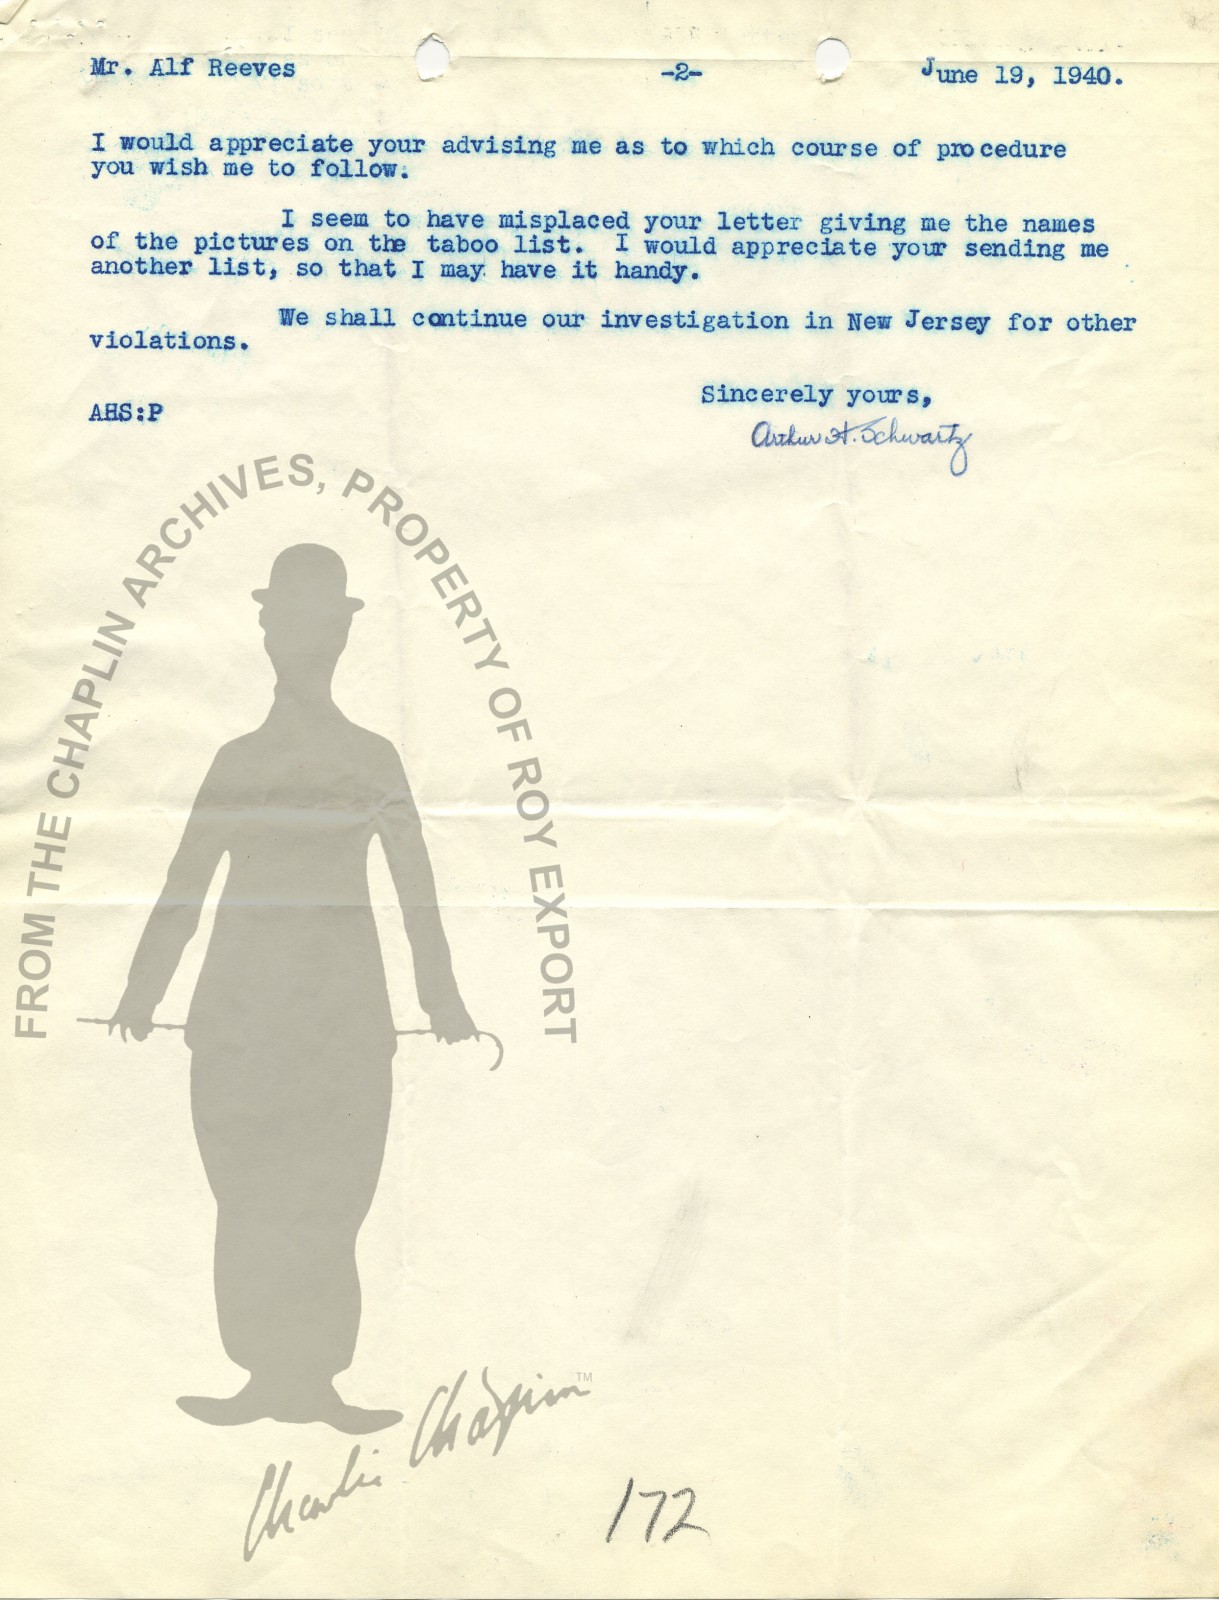 Mr. Alf Reeves -2- June 19, 1940.
I would appreciate your advising me as to which course of procedure
you wish me to follow.
I seem to have misplaced your letter giving me the names
of the pictures on the taboo list. I would appreciate your sending me
another list, so that I may have it handy.
We shall continue our investigation in New Jersey for other
violations.
Sincerely yours,
AHS:P
Arthur H. Schwartz
FROM THE CHAPLIN ARCHIVES, PROPERTY OF ROY EXPORT
Charlie Chaplin™
172